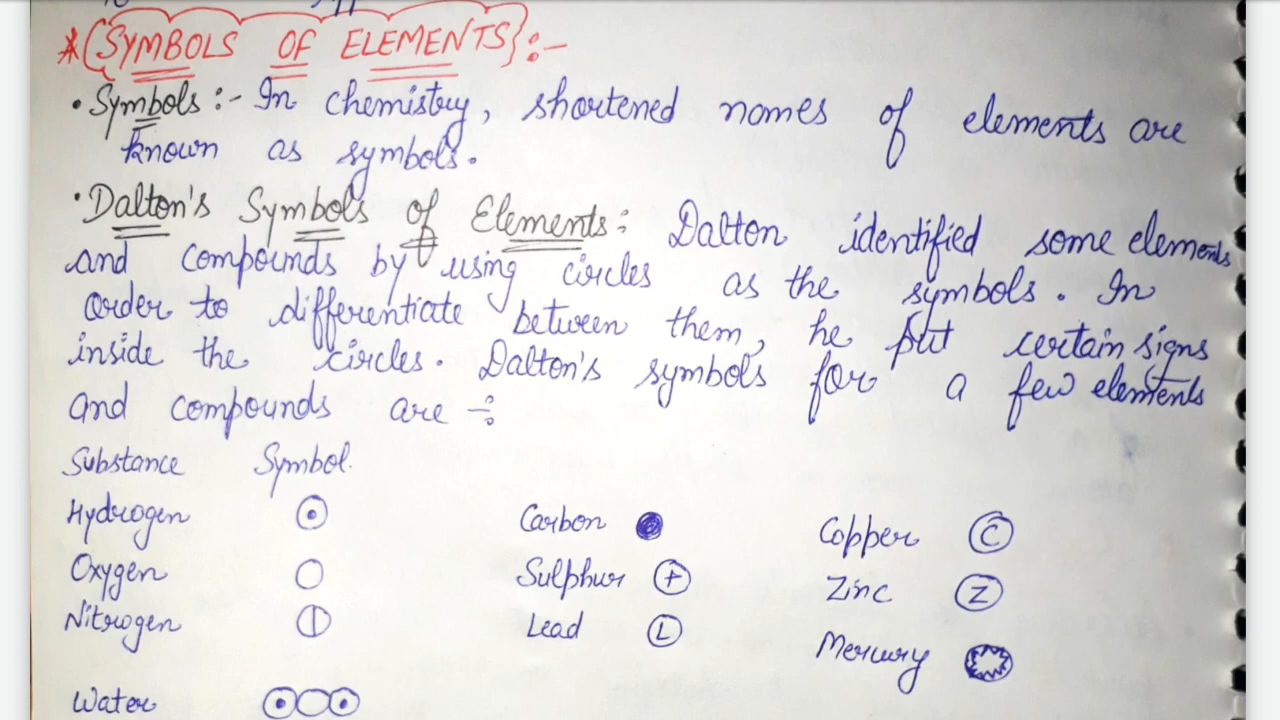 *{SYMBOLS OF ELEMENTS}:-
• Symbols :- In chemistry, shortened names of elements are
known as symbols.
• Dalton's Symbols of Elements: Dalton identified some elements
and compounds by using circles as the symbols. In
order to differentiate between them, he put certain signs
inside the circles. Dalton's symbols for a few elements
and compounds are -:
Substance Symbol.
Hydrogen Carbon Copper C
Oxygen Sulphur + Zinc Z
Nitrogen Lead L Mercury
Water